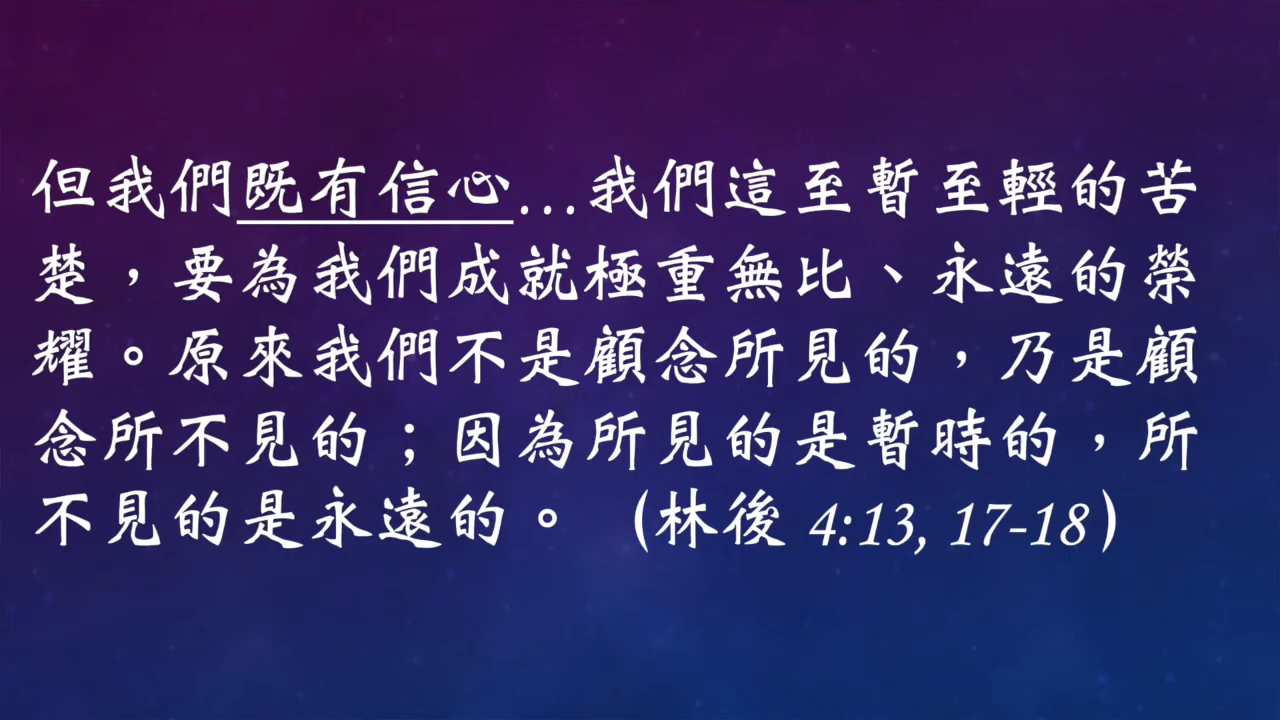 但我們既有信心…我們這至暫至輕的苦
楚，要為我們成就極重無比、永遠的榮
耀。原來我們不是顧念所見的，乃是顧
念所不見的；因為所見的是暫時的，所
不見的是永遠的。（林後 4:13, 17-18）